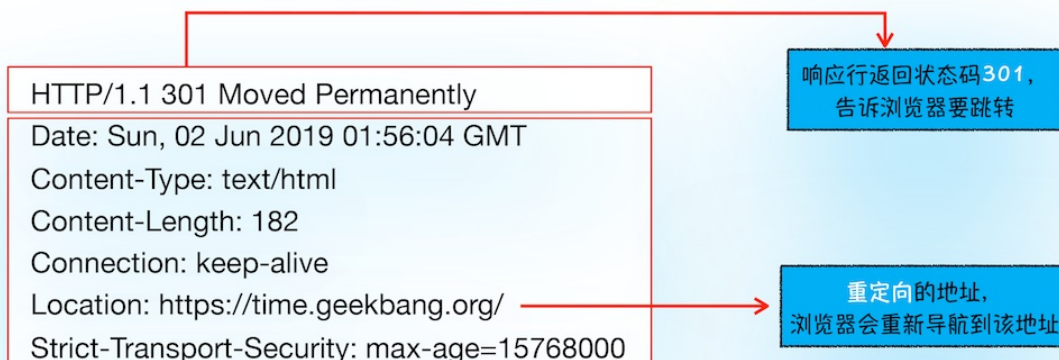 HTTP/1.1 301 Moved Permanently
响应行返回状态码301，
告诉浏览器要跳转
Date: Sun, 02 Jun 2019 01:56:04 GMT
Content-Type: text/html
Content-Length: 182
Connection: keep-alive
Location: https://time.geekbang.org/
重定向的地址，
浏览器会重新导航到该地址
Strict-Transport-Security: max-age=15768000